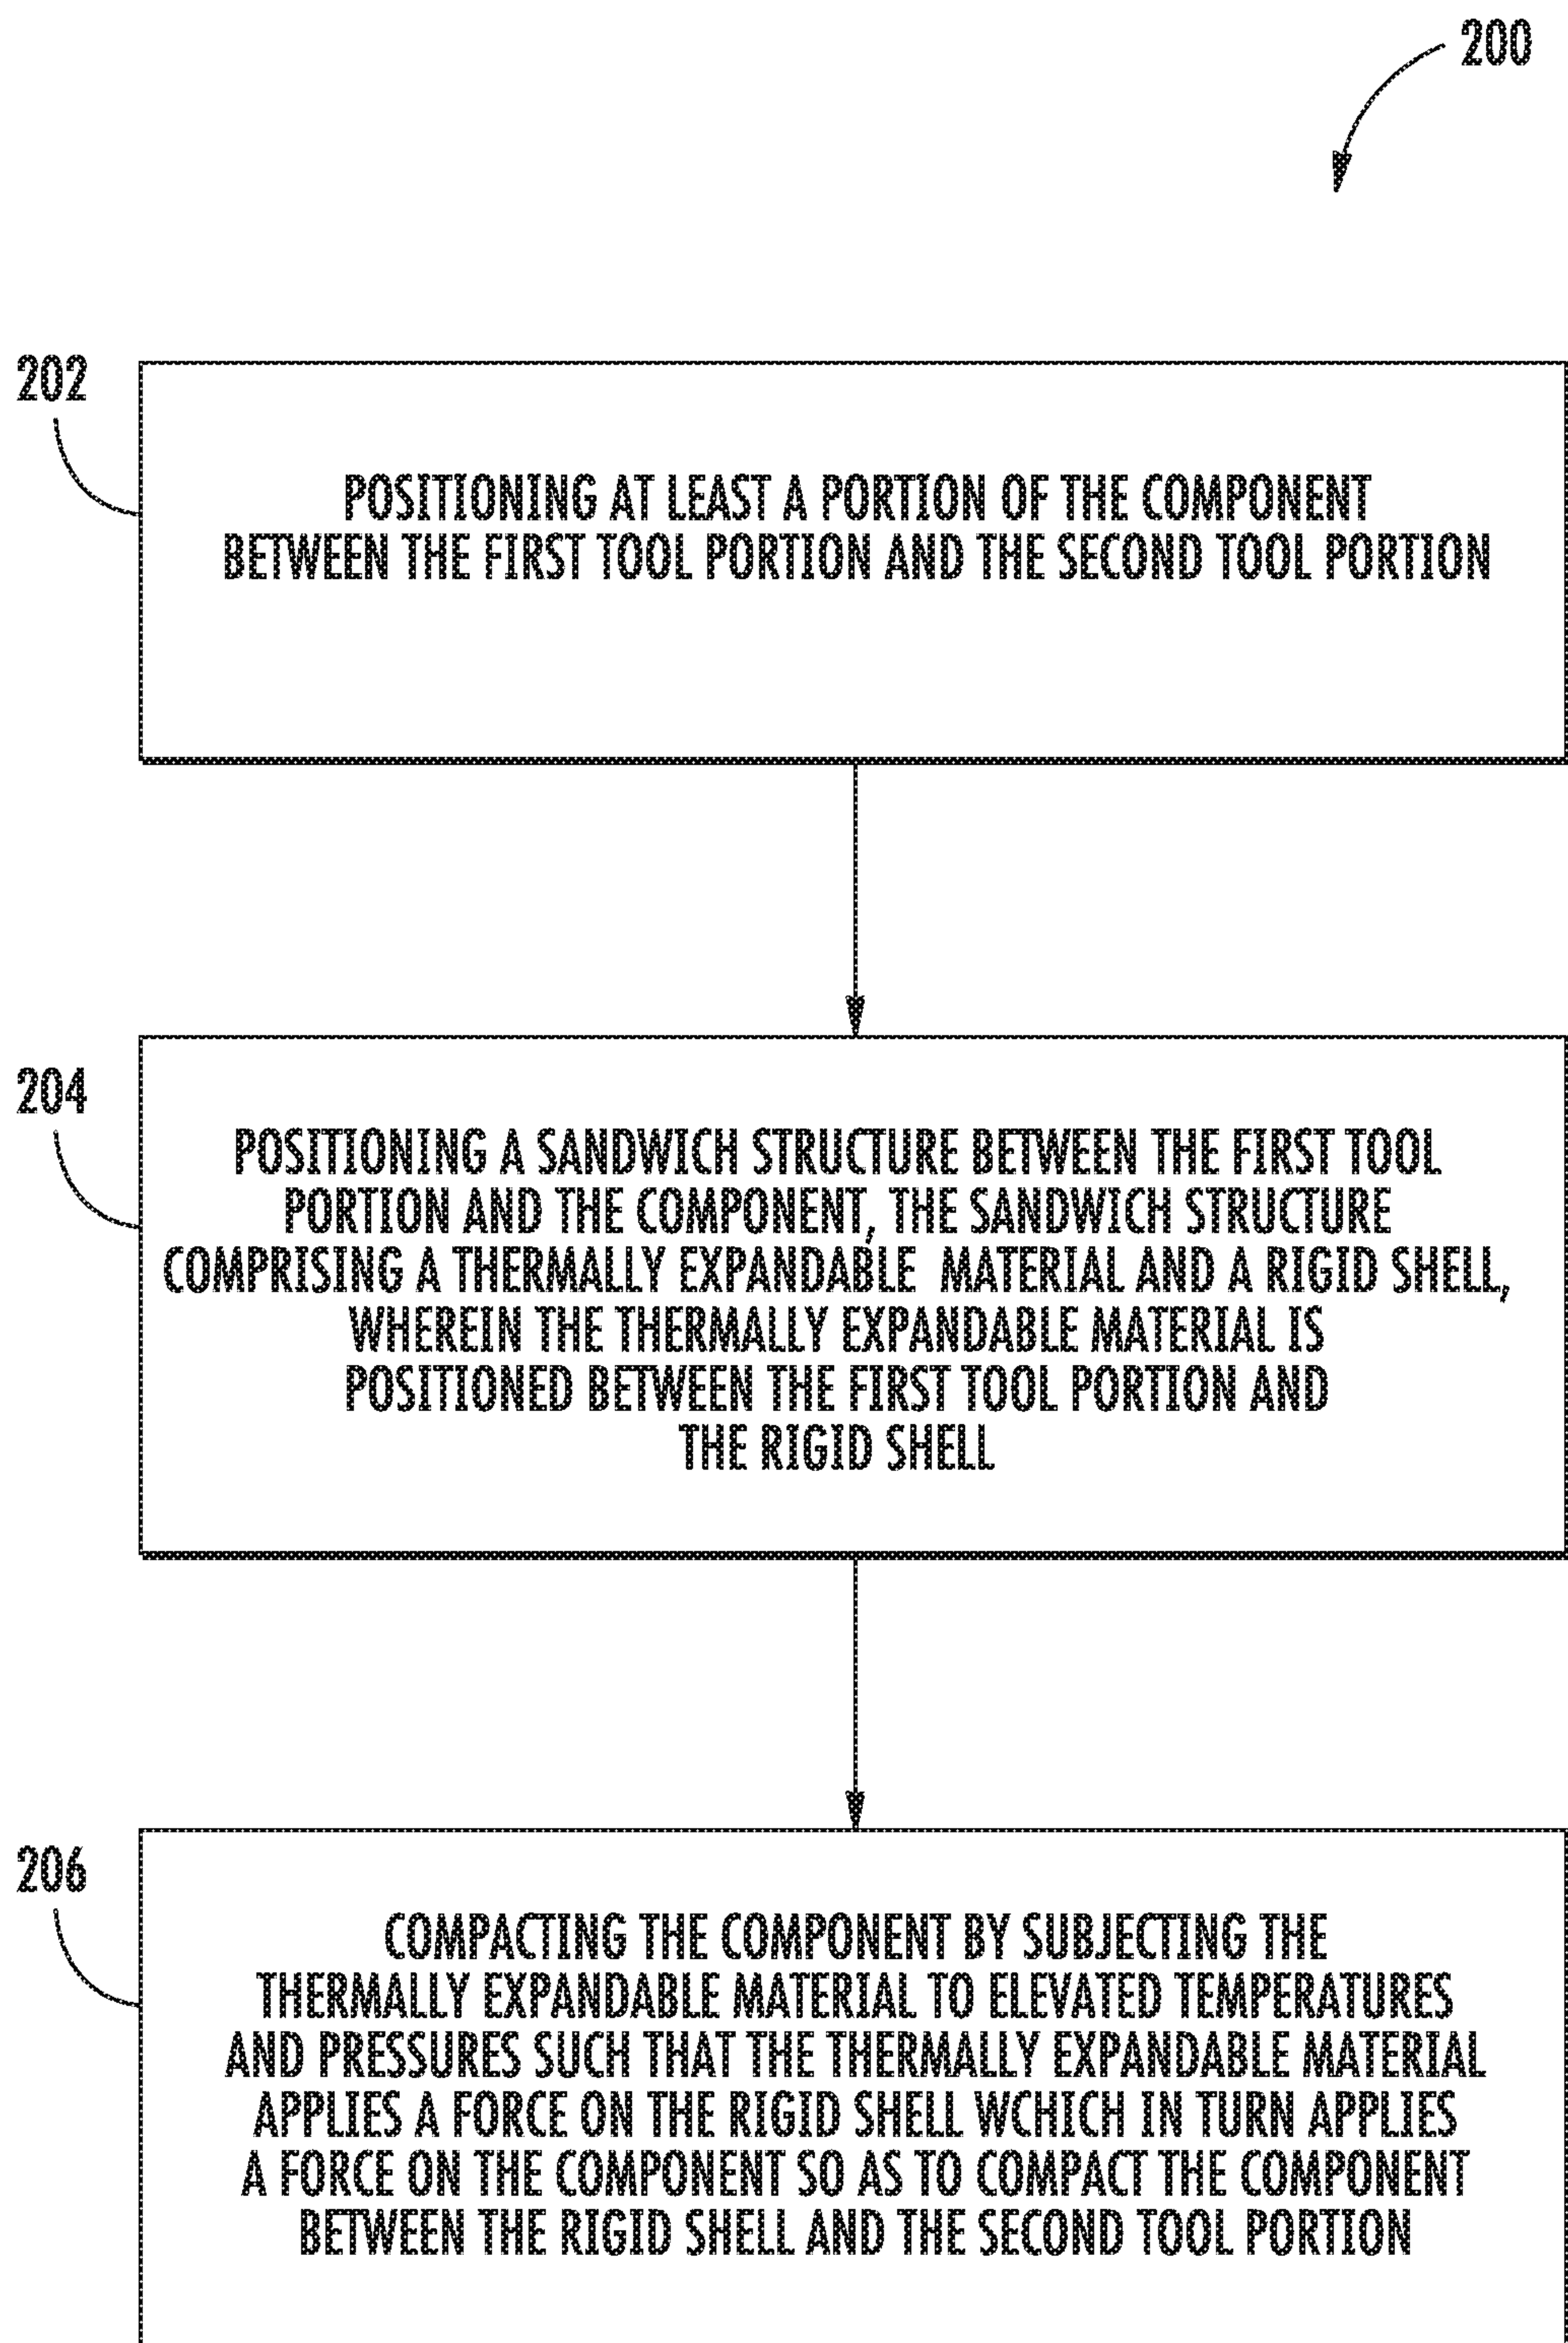 200
202
POSITIONING AT LEAST A PORTION OF THE COMPONENT
BETWEEN THE FIRST TOOL PORTION AND THE SECOND TOOL PORTION
204
POSITIONING A SANDWICH STRUCTURE BETWEEN THE FIRST TOOL
PORTION AND THE COMPONENT, THE SANDWICH STRUCTURE
COMPRISING A THERMALLY EXPANDABLE MATERIAL AND A RIGID SHELL,
WHEREIN THE THERMALLY EXPANDABLE MATERIAL IS
POSITIONED BETWEEN THE FIRST TOOL PORTION AND
THE RIGID SHELL
206
COMPACTING THE COMPONENT BY SUBJECTING THE
THERMALLY EXPANDABLE MATERIAL TO ELEVATED TEMPERATURES
AND PRESSURES SUCH THAT THE THERMALLY EXPANDABLE MATERIAL
APPLIES A FORCE ON THE RIGID SHELL WCHICH IN TURN APPLIES
A FORCE ON THE COMPONENT SO AS TO COMPACT THE COMPONENT
BETWEEN THE RIGID SHELL AND THE SECOND TOOL PORTION